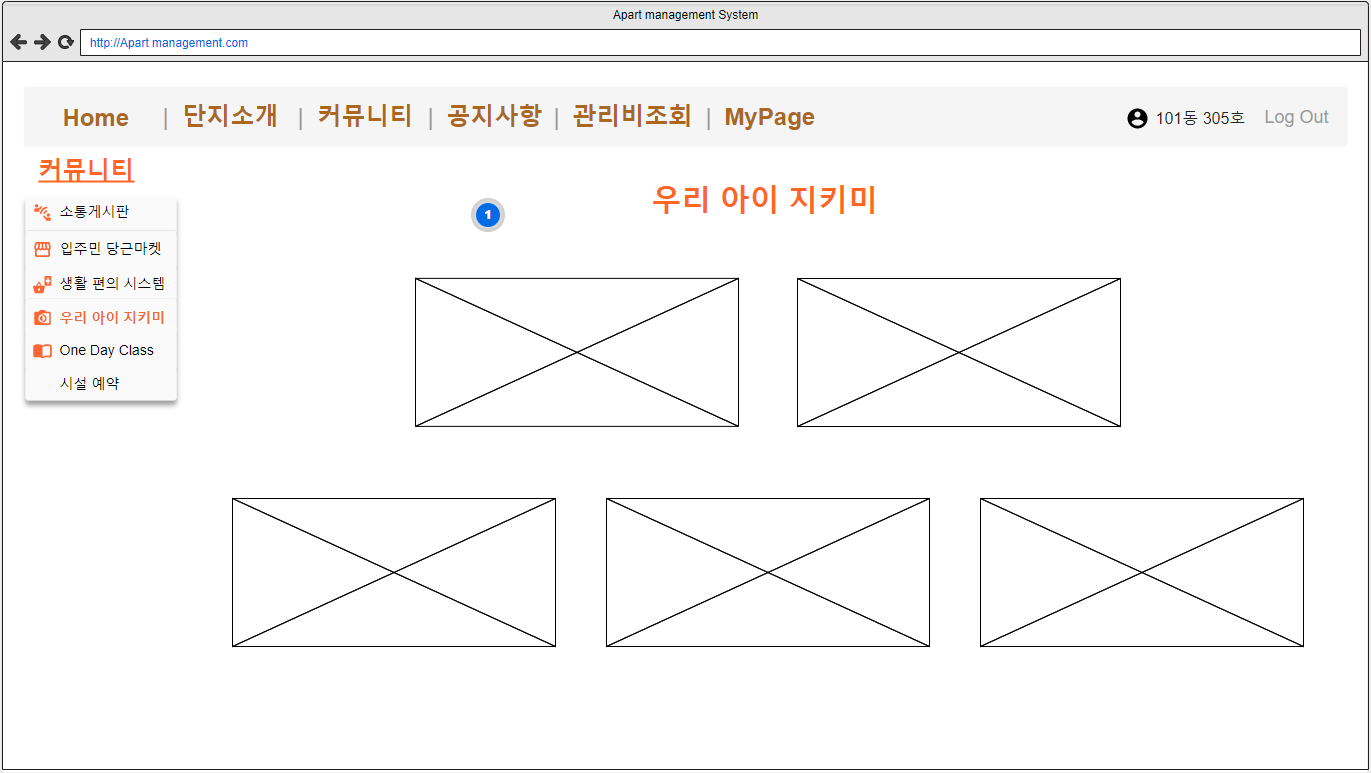 Apart management System
http://Apart management.com
Home | 단지소개 | 커뮤니티 | 공지사항 | 관리비조회 | MyPage
101동 305호 Log Out
커뮤니티
소통게시판
입주민 당근마켓
생활 편의 시스템
우리 아이 지키미
One Day Class
시설 예약
우리 아이 지키미
1